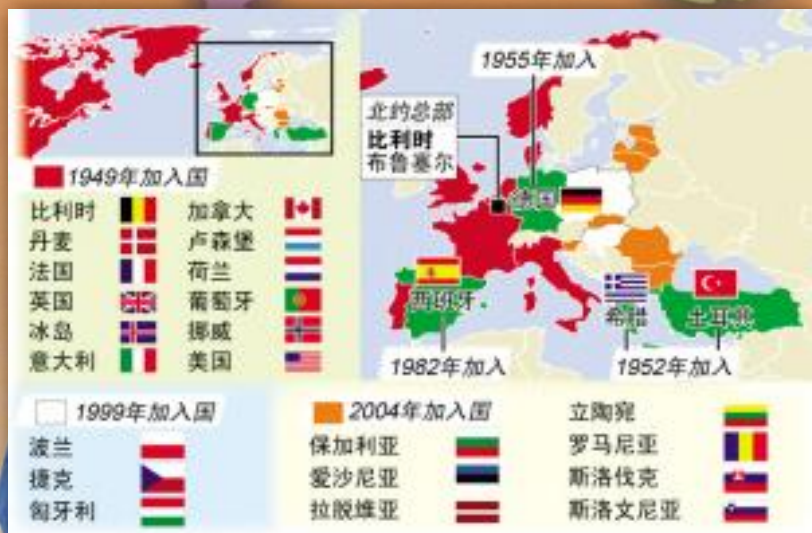 1955年加入
北约总部
比利时
布鲁塞尔
德国
西班牙
希腊
土耳其
1982年加入
1952年加入
1949年加入国
比利时 加拿大
丹麦 卢森堡
法国 荷兰
英国 葡萄牙
冰岛 挪威
意大利 美国
1999年加入国
波兰
捷克
匈牙利
2004年加入国
保加利亚
爱沙尼亚
拉脱维亚
立陶宛
罗马尼亚
斯洛伐克
斯洛文尼亚